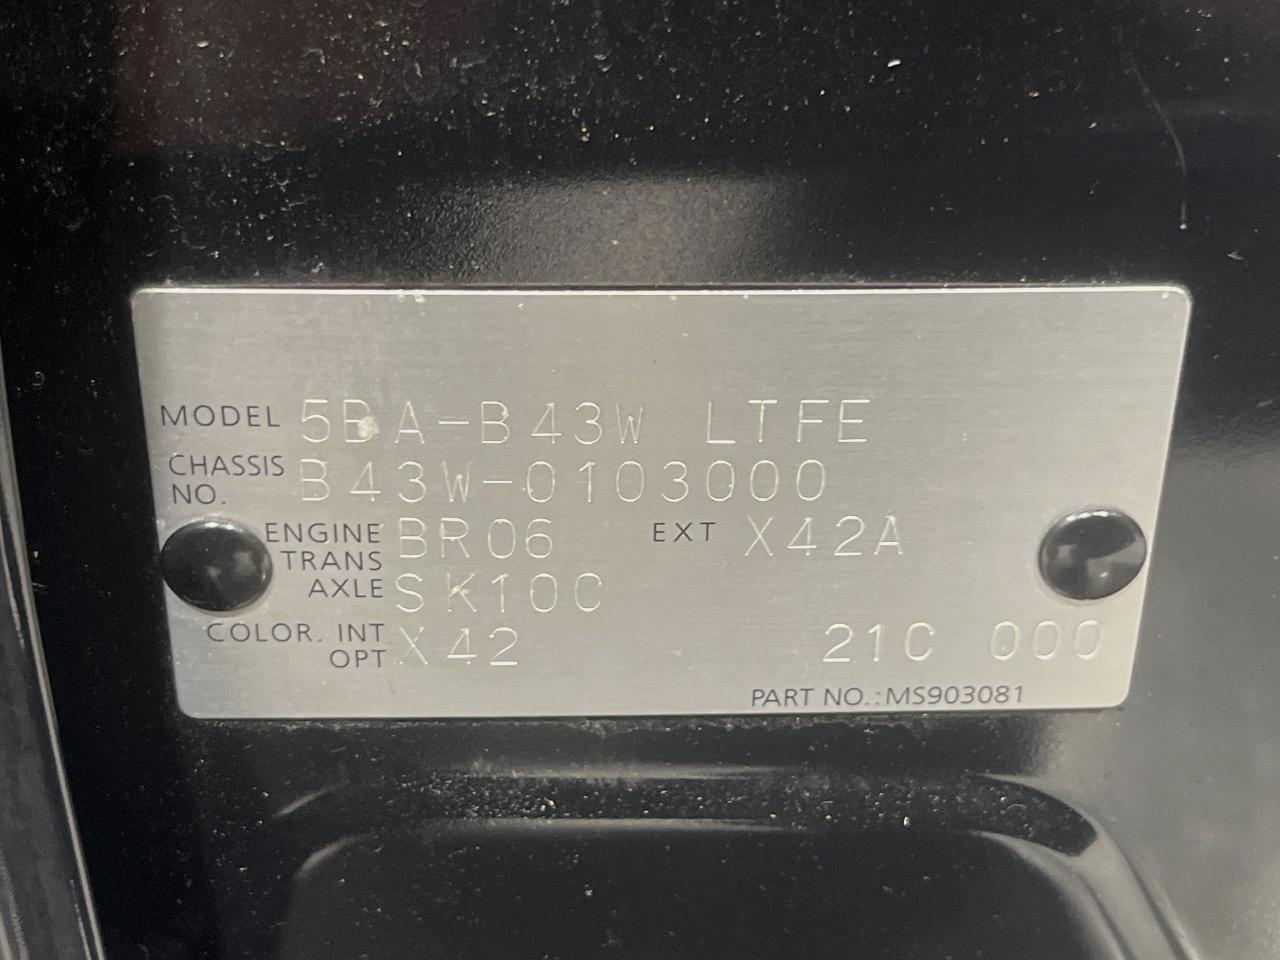 MODEL 5BA-B43W LTFE
CHASSIS NO. B43W-0103000
ENGINE BR06 EXT X42A
TRANS AXLE SK10C
COLOR. INT OPT X42 21C 000
PART NO.:MS903081